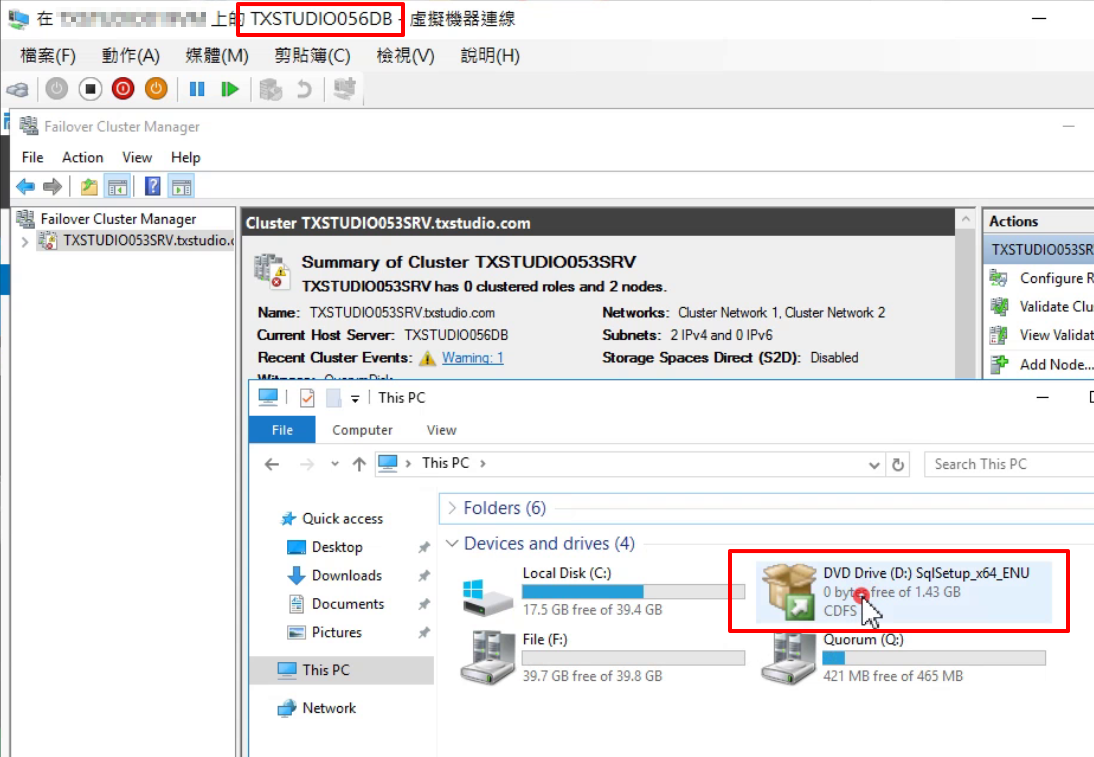 在 上的 TXSTUDIO056DB - 虛擬機器連線
檔案(F) 動作(A) 媒體(M) 剪貼簿(C) 檢視(V) 說明(H)
Failover Cluster Manager
File Action View Help
Failover Cluster Manager
TXSTUDIO053SRV.txstudio.c
Cluster TXSTUDIO053SRV.txstudio.com
Summary of Cluster TXSTUDIO053SRV
TXSTUDIO053SRV has 0 clustered roles and 2 nodes.
Name: TXSTUDIO053SRV.txstudio.com
Networks: Cluster Network 1, Cluster Network 2
Current Host Server: TXSTUDIO056DB
Subnets: 2 IPv4 and 0 IPv6
Recent Cluster Events: Warning: 1
Storage Spaces Direct (S2D): Disabled
Witness: QuorumDisk
Actions
TXSTUDIO053SR
Configure R
Validate Clu
View Validat
Add Node...
This PC
File Computer View
This PC
Search This PC
Quick access
Desktop
Downloads
Documents
Pictures
This PC
Network
Folders (6)
Devices and drives (4)
Local Disk (C:)
17.5 GB free of 39.4 GB
DVD Drive (D:) SqlSetup_x64_ENU
0 bytes free of 1.43 GB
CDFS
File (F:)
39.7 GB free of 39.8 GB
Quorum (Q:)
421 MB free of 465 MB